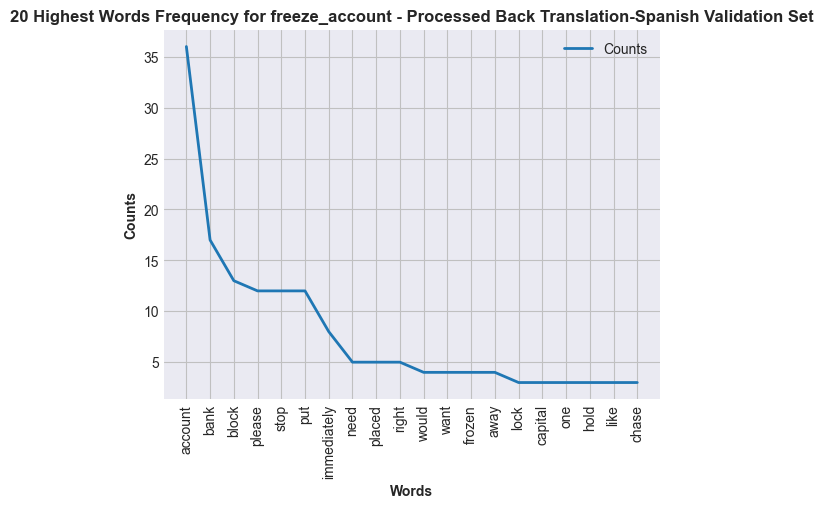 20 Highest Words Frequency for freeze_account - Processed Back Translation-Spanish Validation Set
Counts
35
30
25
20
15
10
5
Counts
account
bank
block
please
stop
put
immediately
need
placed
right
would
want
frozen
away
lock
capital
one
hold
like
chase
Words